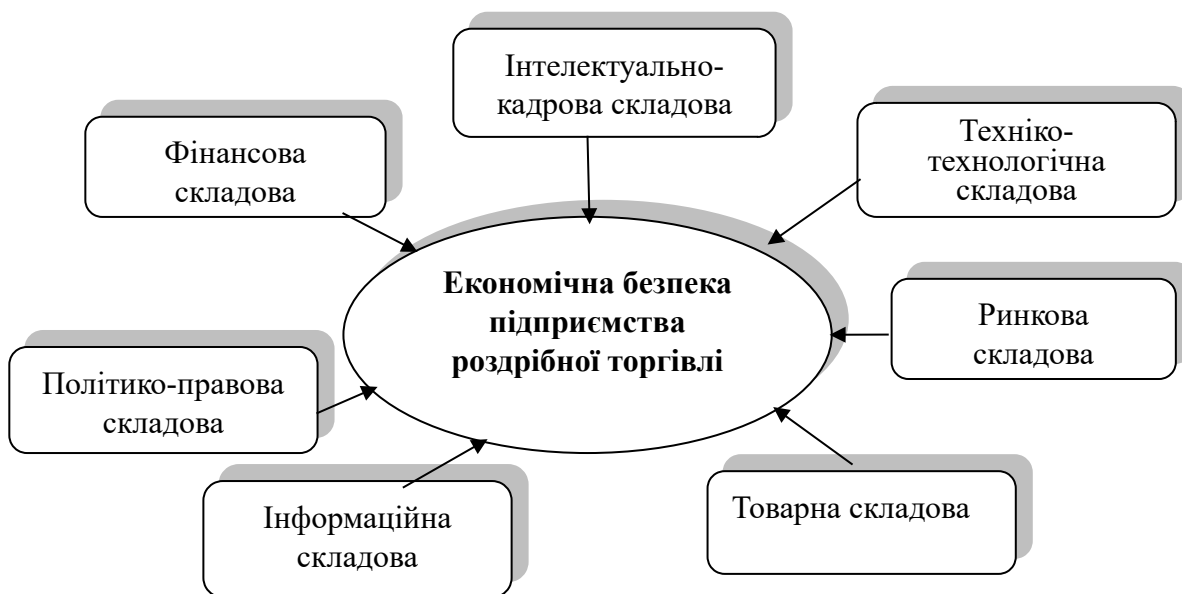 Інтелектуально-
кадрова складова
Фінансова
складова
Техніко-
технологічна
складова
Економічна безпека
підприємства
роздрібної торгівлі
Ринкова
складова
Політико-правова
складова
Інформаційна
складова
Товарна складова